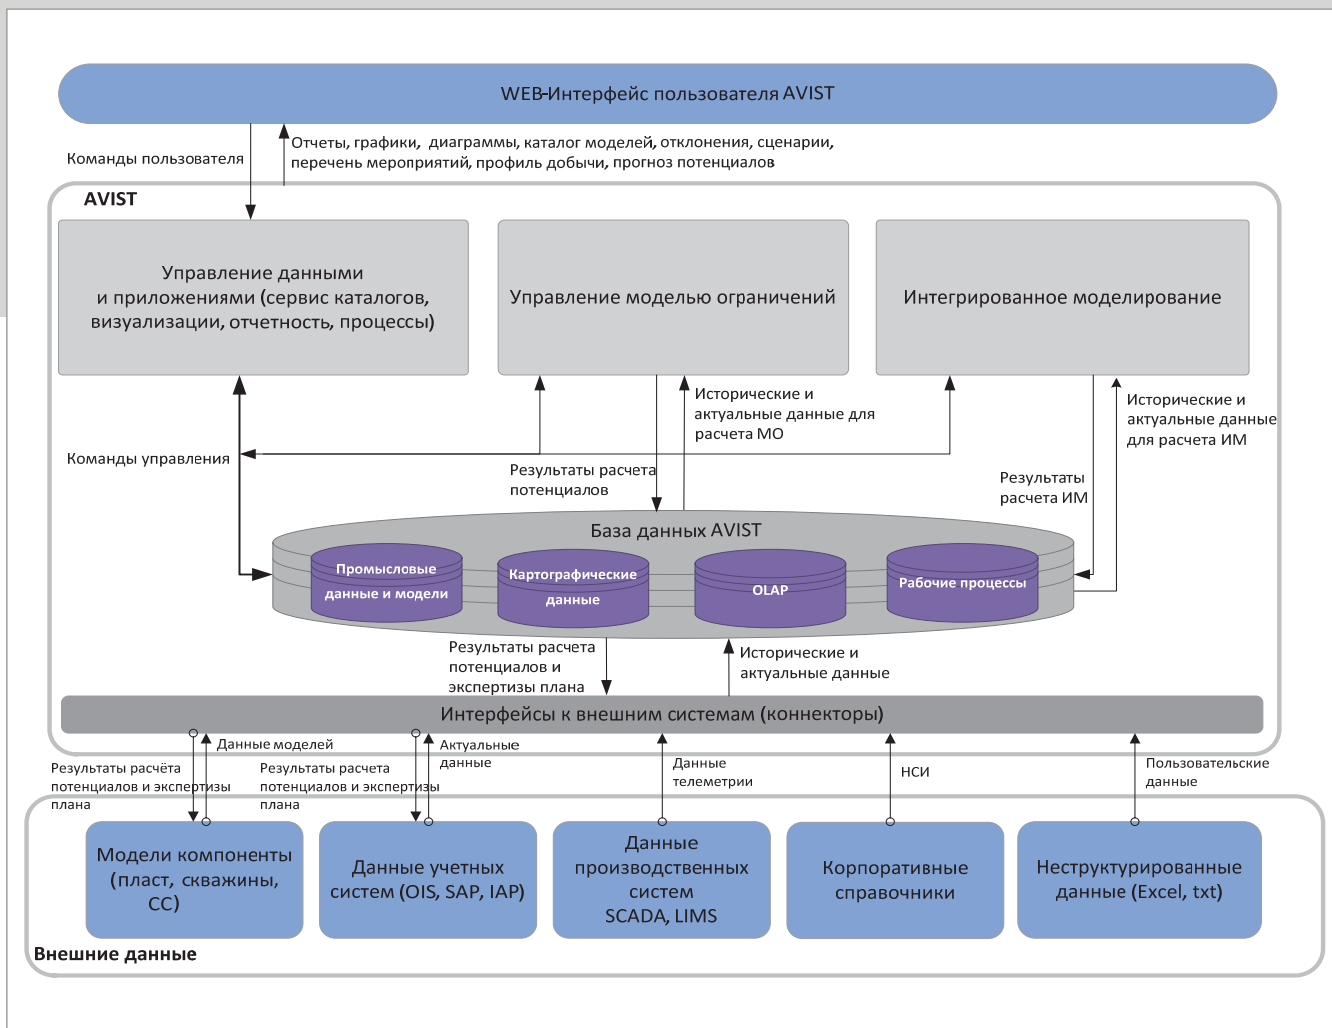 WEB-Интерфейс пользователя AVIST
Команды пользователя
Отчеты, графики, диаграммы, каталог моделей, отклонения, сценарии,
перечень мероприятий, профиль добычи, прогноз потенциалов
AVIST
Управление данными
и приложениями (сервис каталогов,
визуализации, отчетность, процессы)
Управление моделью ограничений
Интегрированное моделирование
Исторические и
актуальные данные для
расчета МО
Исторические и
актуальные данные
для расчета ИМ
Команды управления
Результаты расчета
потенциалов
Результаты
расчета ИМ
База данных AVIST
Промысловые
данные и модели
Картографические
данные
OLAP
Рабочие процессы
Результаты расчета
потенциалов и
экспертизы плана
Исторические и
актуальные данные
Интерфейсы к внешним системам (коннекторы)
Данные моделей
Результаты расчёта
потенциалов и экспертизы
плана
Актуальные
данные
Результаты расчета
потенциалов и экспертизы
плана
Данные
телеметрии
НСИ
Пользовательские
данные
Модели компоненты
(пласт, скважины,
СС)
Данные учетных
систем (OIS, SAP, IAP)
Данные
производственных
систем
SCADA, LIMS
Корпоративные
справочники
Неструктурированные
данные (Excel, txt)
Внешние данные